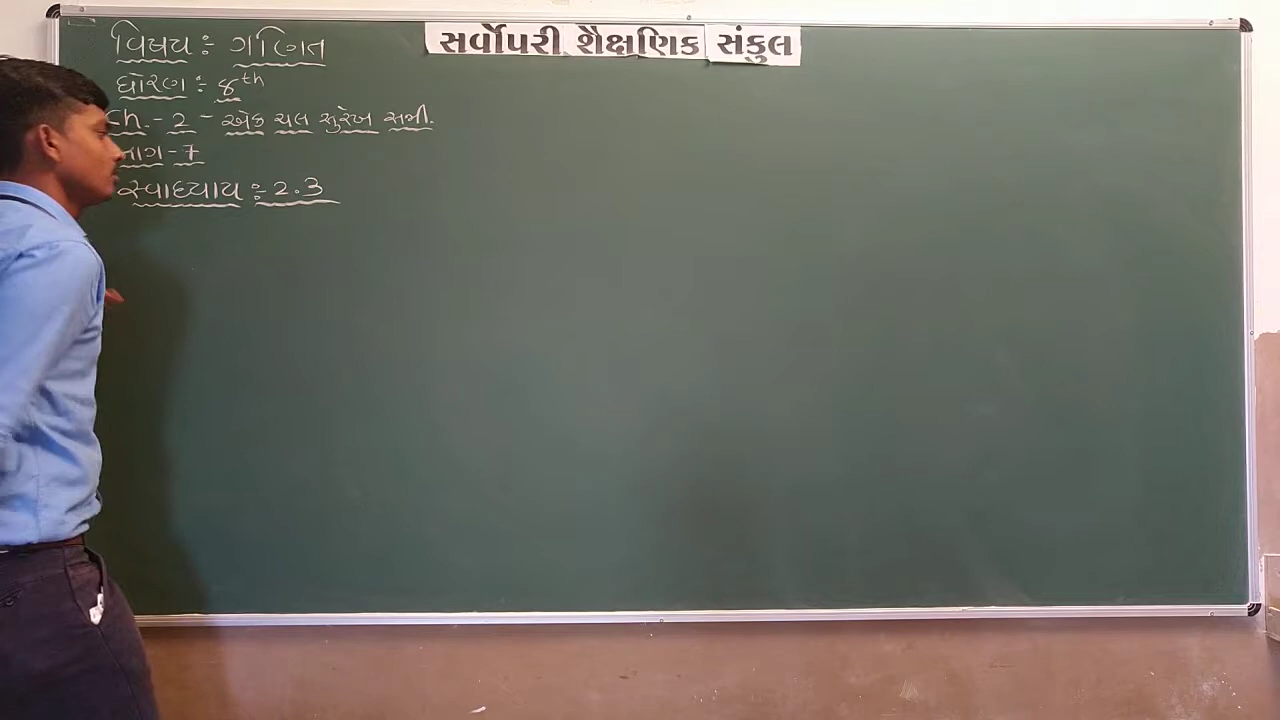 સર્વોપરી શૈક્ષણિક સંકુલ
વિષય : ગણિત
ધોરણ : 8th
Ch. - 2 - એક ચલ સુરેખ સમી.
ભાગ - 7
સ્વાધ્યાય : 2.3